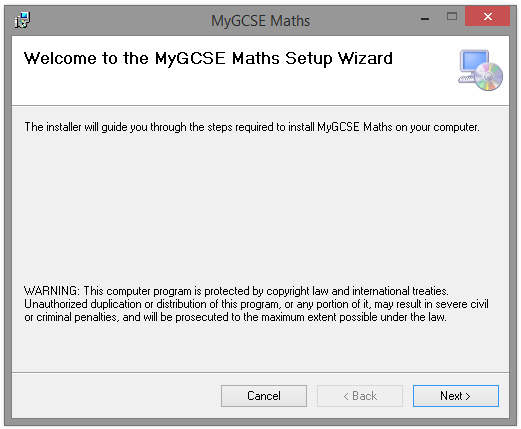 MyGCSE Maths
Welcome to the MyGCSE Maths Setup Wizard
The installer will guide you through the steps required to install MyGCSE Maths on your computer.
WARNING: This computer program is protected by copyright law and international treaties.
Unauthorized duplication or distribution of this program, or any portion of it, may result in severe civil
or criminal penalties, and will be prosecuted to the maximum extent possible under the law.
Cancel < Back Next >